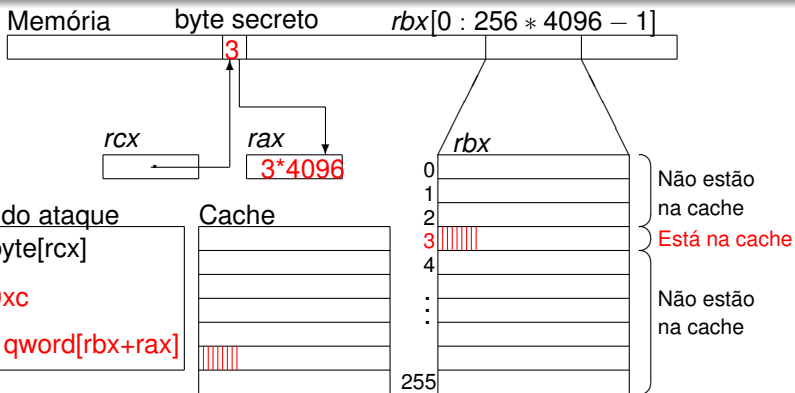 Memória byte secreto rbx[0 : 256 ∗ 4096 − 1]
3
rcx rax rbx
3*4096
0
1
2
3
4
⋮
255
Não estão
na cache
Está na cache
Não estão
na cache
do ataque
byte[rcx]
xc
qword[rbx+rax]
Cache